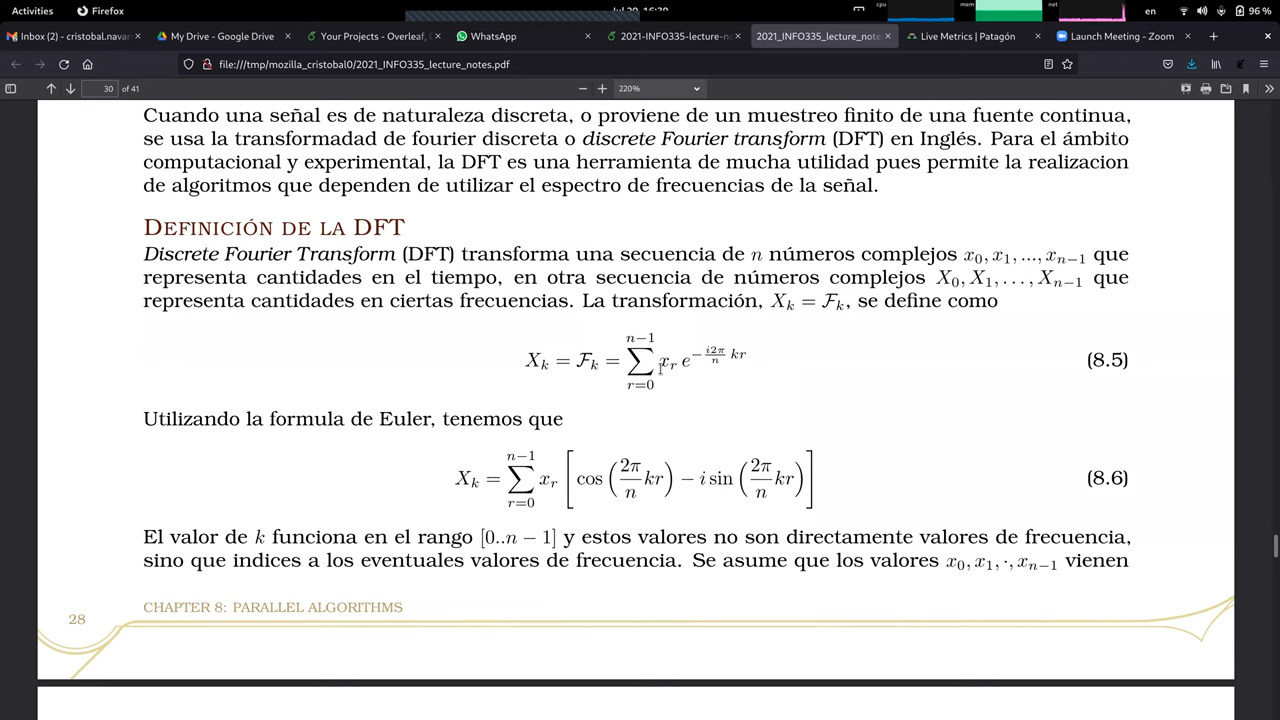 Activities
Firefox
Jul 20 16:39
cpu
mem
net
en
96 %
Inbox (2) - cristobal.navar
My Drive - Google Drive
Your Projects - Overleaf,
WhatsApp
2021-INFO335-lecture-n
2021_INFO335_lecture_note
Live Metrics | Patagón
Launch Meeting - Zoom
file:///tmp/mozilla_cristobal0/2021_INFO335_lecture_notes.pdf
30 of 41
220%
Cuando una señal es de naturaleza discreta, o proviene de un muestreo finito de una fuente continua,
se usa la transformadad de fourier discreta o discrete Fourier transform (DFT) en Inglés. Para el ámbito
computacional y experimental, la DFT es una herramienta de mucha utilidad pues permite la realizacion
de algoritmos que dependen de utilizar el espectro de frecuencias de la señal.
DEFINICIÓN DE LA DFT
Discrete Fourier Transform (DFT) transforma una secuencia de n números complejos x₀, x₁, ..., xₙ₋₁ que
representa cantidades en el tiempo, en otra secuencia de números complejos X₀, X₁, . . . , Xₙ₋₁ que
representa cantidades en ciertas frecuencias. La transformación, Xₖ = ℱₖ, se define como
Xₖ = ℱₖ = ∑_{r=0}^{n−1} x_r e^{−(i2π/n) kr} (8.5)
Utilizando la formula de Euler, tenemos que
Xₖ = ∑_{r=0}^{n−1} x_r [cos (2π/n kr) − i sin (2π/n kr)] (8.6)
El valor de k funciona en el rango [0..n − 1] y estos valores no son directamente valores de frecuencia,
sino que indices a los eventuales valores de frecuencia. Se asume que los valores x₀, x₁, ·, xₙ₋₁ vienen
CHAPTER 8: PARALLEL ALGORITHMS
28